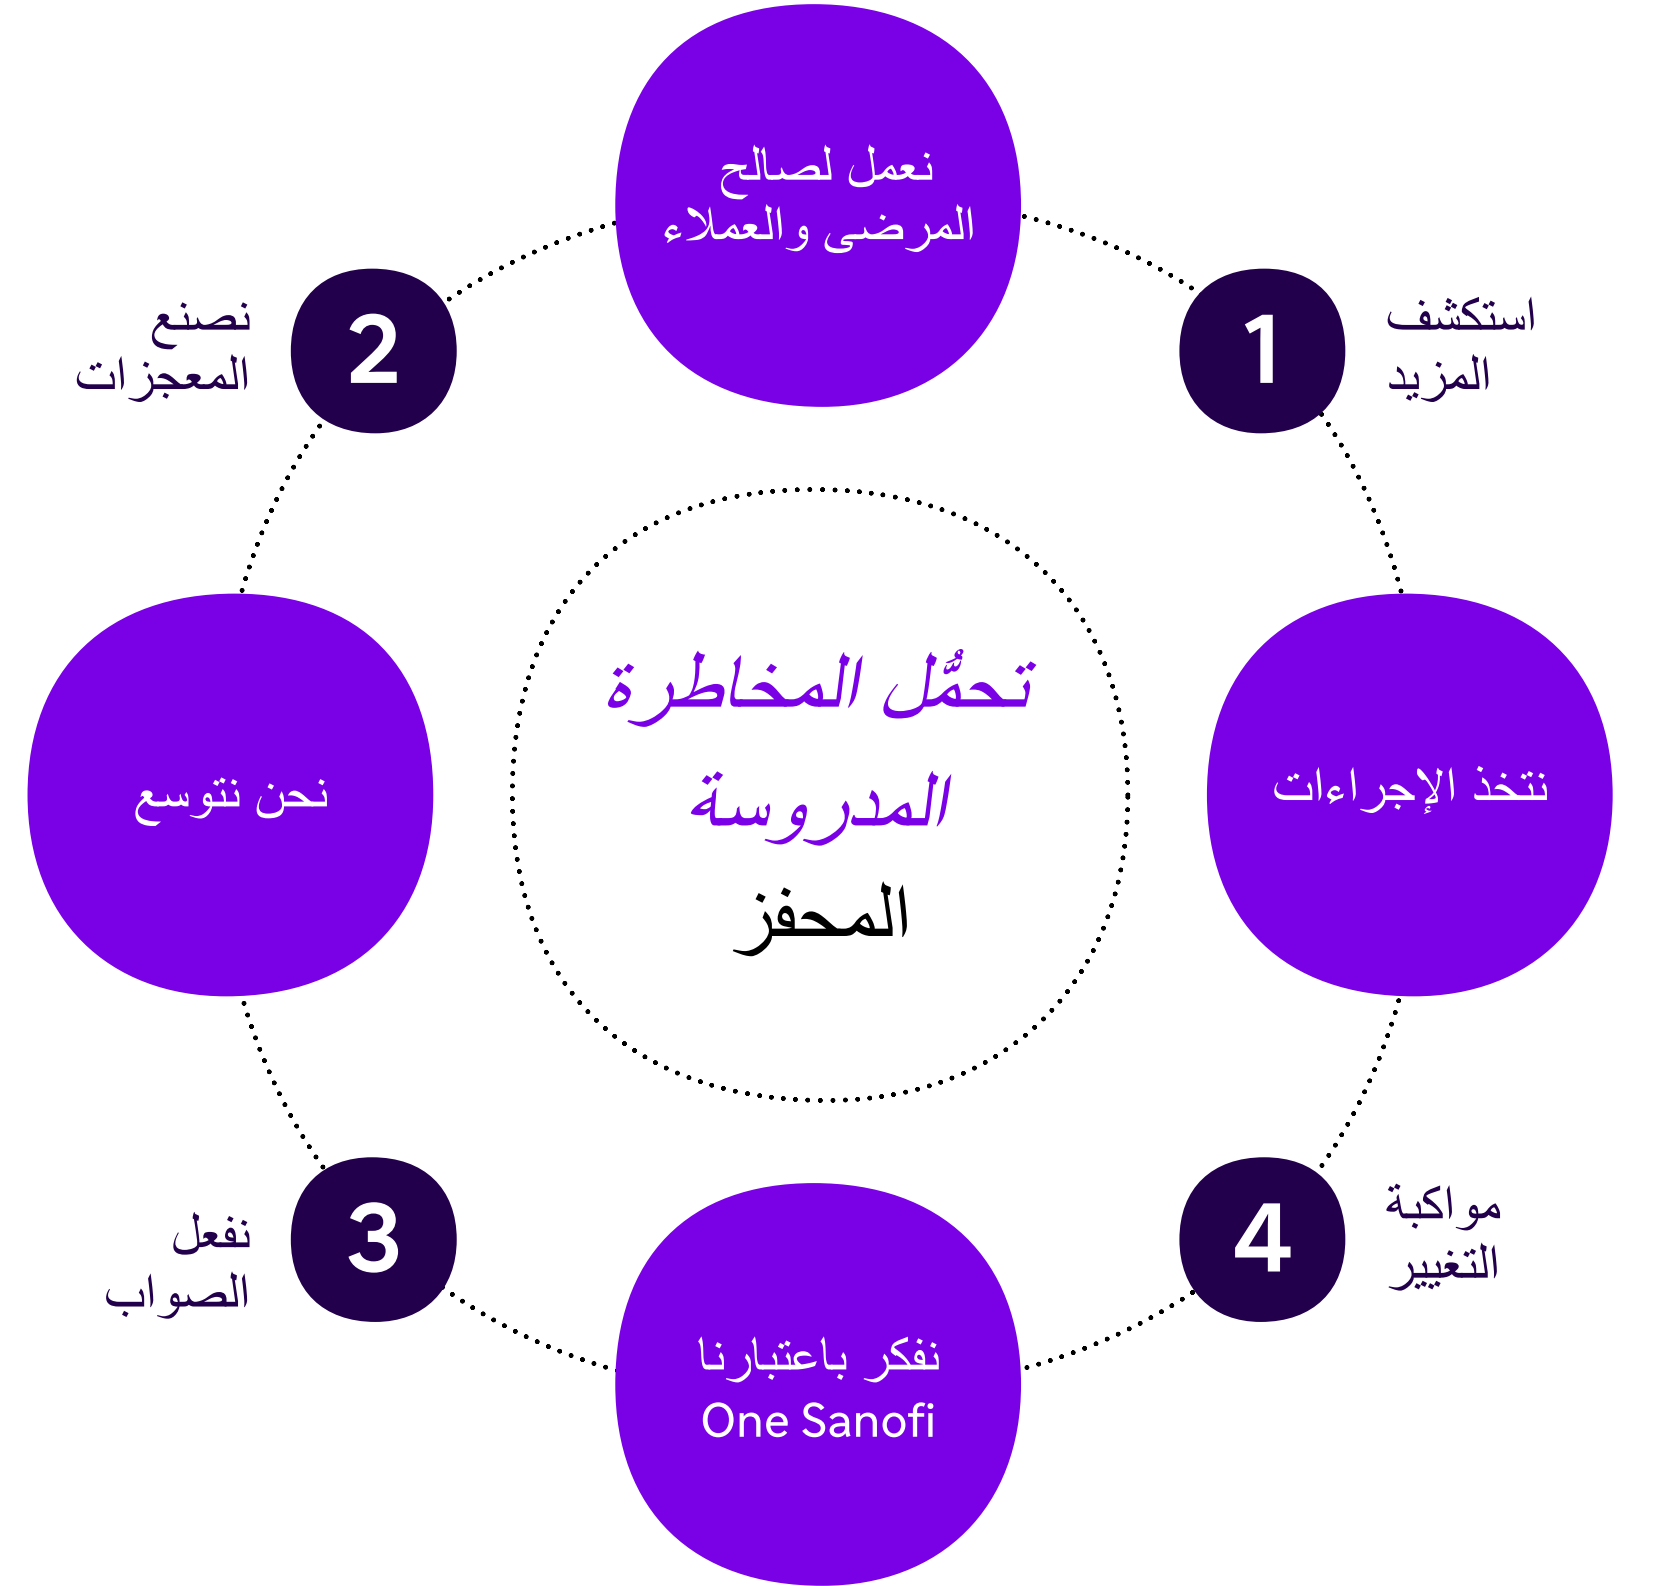 نعمل لصالح
المرضى والعملاء
1
استكشف
المزيد
2
نصنع
المعجزات
تحمُّل المخاطرة
المدروسة
المحفز
نتخذ الإجراءات
نحن نتوسع
4
مواكبة
التغيير
3
نفعل
الصواب
نفكر باعتبارنا
One Sanofi